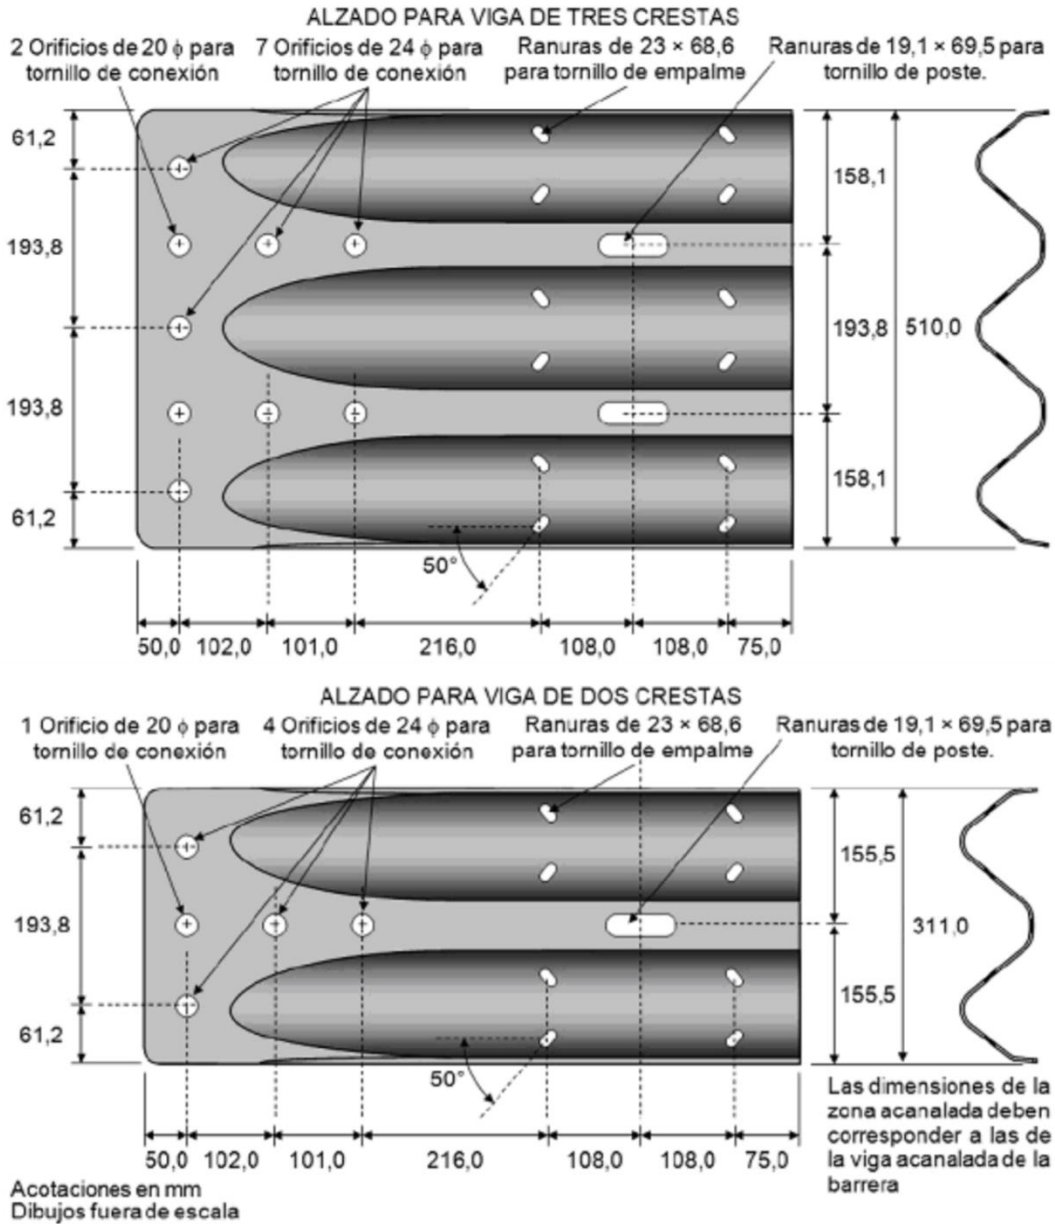 ALZADO PARA VIGA DE TRES CRESTAS
2 Orificios de 20 ϕ para
tornillo de conexión
7 Orificios de 24 ϕ para
tornillo de conexión
Ranuras de 23 × 68,6
para tornillo de empalme
Ranuras de 19,1 × 69,5 para
tornillo de poste.
61,2
193,8
193,8
61,2
158,1
193,8
510,0
158,1
50°
50,0
102,0
101,0
216,0
108,0
108,0
75,0
ALZADO PARA VIGA DE DOS CRESTAS
1 Orificio de 20 ϕ para
tornillo de conexión
4 Orificios de 24 ϕ para
tornillo de conexión
Ranuras de 23 × 68,6
para tornillo de empalme
Ranuras de 19,1 × 69,5 para
tornillo de poste.
61,2
193,8
61,2
155,5
311,0
155,5
50°
50,0
102,0
101,0
216,0
108,0
108,0
75,0
Las dimensiones de la
zona acanalada deben
corresponder a las de
la viga acanalada de la
barrera
Acotaciones en mm
Dibujos fuera de escala